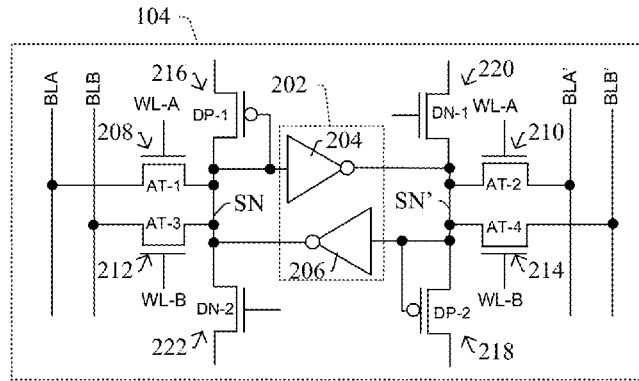 104
216
220
BLA
BLB
WL-A
DP-1
202
DN-1
WL-A
BLA'
BLB'
208
204
210
AT-1
AT-2
SN
SN'
AT-3
AT-4
212
206
214
WL-B
WL-B
DN-2
DP-2
222
218